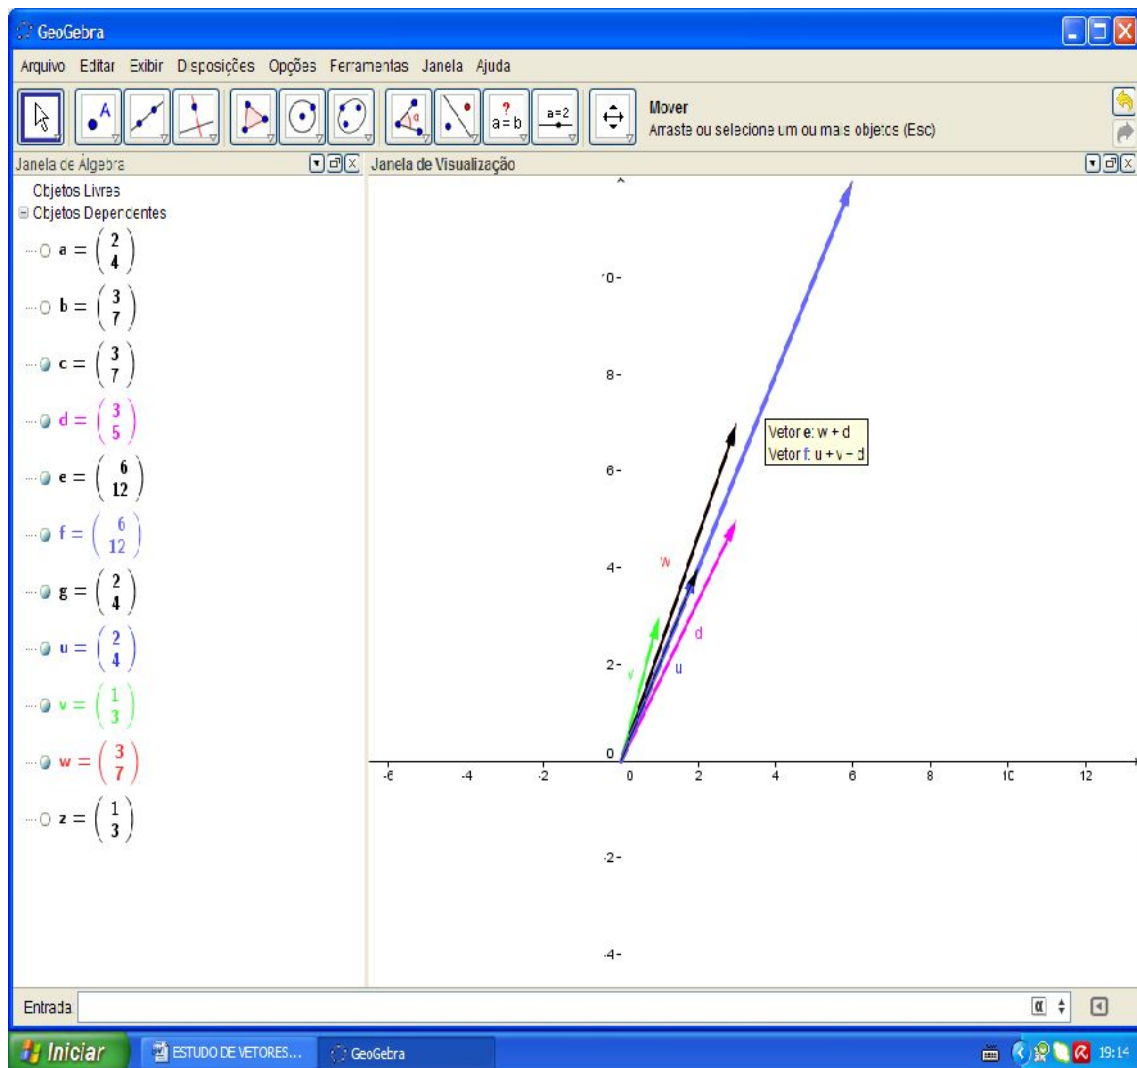 GeoGebra
Arquivo Editar Exibir Disposições Opções Ferramentas Janela Ajuda
A
α
? a=b
a=2
Mover
Arraste ou selecione um ou mais objetos (Esc)
Janela de Álgebra
Janela de Visualização
Objetos Livres
Objetos Dependentes
a = ( 2 4 )
b = ( 3 7 )
c = ( 3 7 )
d = ( 3 5 )
e = ( 6 12 )
f = ( 6 12 )
g = ( 2 4 )
u = ( 2 4 )
v = ( 1 3 )
w = ( 3 7 )
z = ( 1 3 )
10
8
6
4
2
0
-2
-4
-6 -4 -2 0 2 4 6 8 10 12
Vetor e: w + d
Vetor f: u + v + d
w
d
v
u
Entrada:
α
Iniciar
ESTUDO DE VETORES...
GeoGebra
19:14